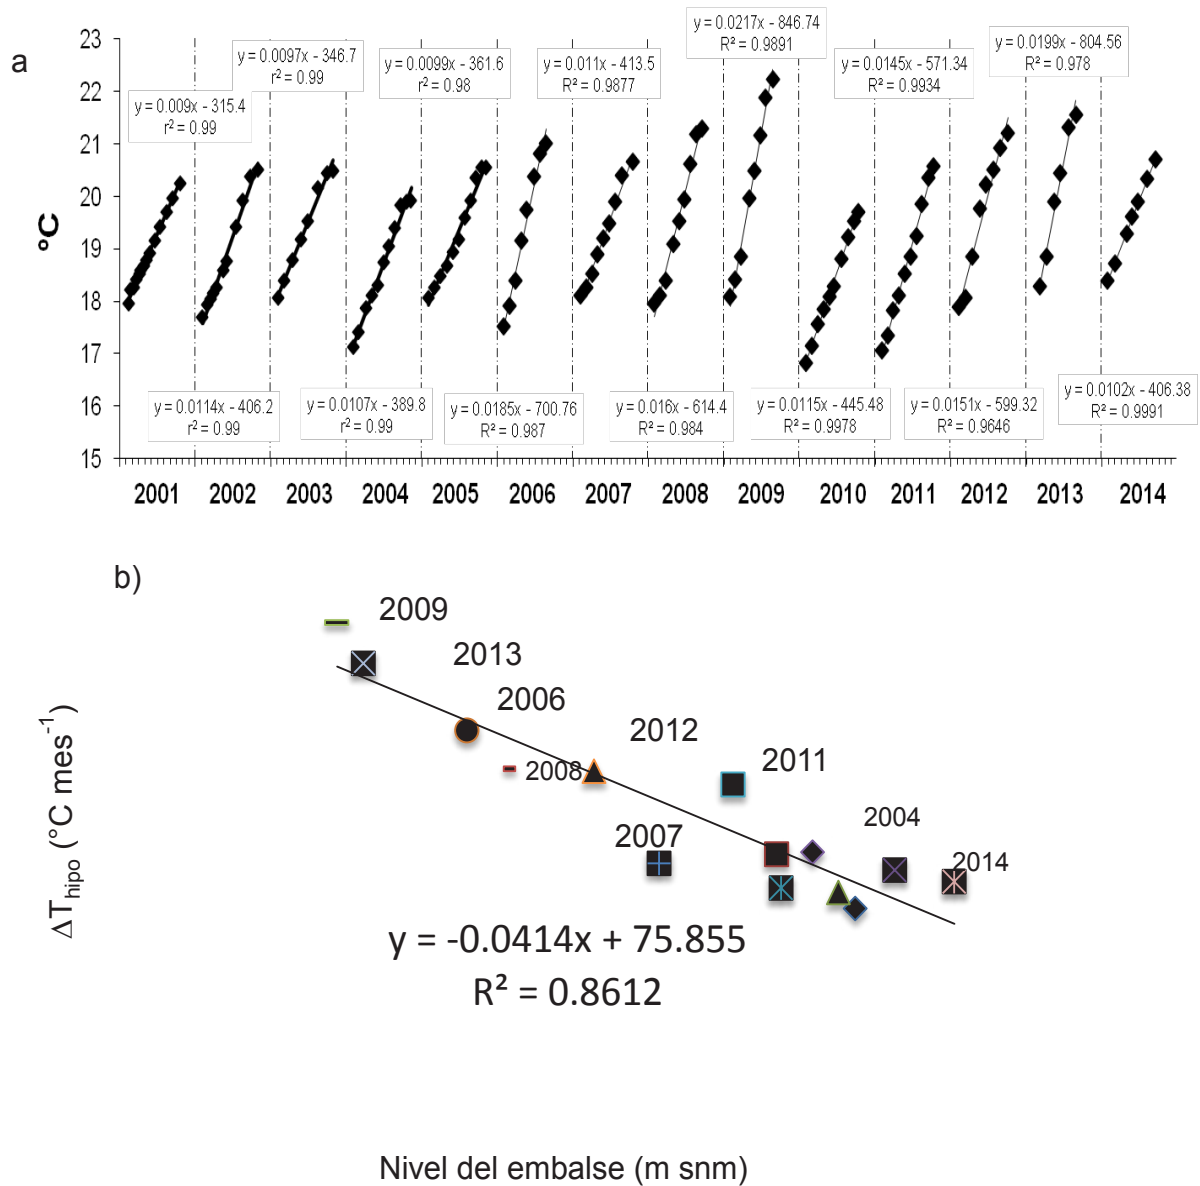 a
°C
23
22
21
20
19
18
17
16
15
y = 0.009x - 315.4
r² = 0.99
y = 0.0097x - 346.7
r² = 0.99
y = 0.0099x - 361.6
r² = 0.98
y = 0.011x - 413.5
R² = 0.9877
y = 0.0217x - 846.74
R² = 0.9891
y = 0.0145x - 571.34
R² = 0.9934
y = 0.0199x - 804.56
R² = 0.978
y = 0.0114x - 406.2
r² = 0.99
y = 0.0107x - 389.8
r² = 0.99
y = 0.0185x - 700.76
R² = 0.987
y = 0.016x - 614.4
R² = 0.984
y = 0.0115x - 445.48
R² = 0.9978
y = 0.0151x - 599.32
R² = 0.9646
y = 0.0102x - 406.38
R² = 0.9991
2001 2002 2003 2004 2005 2006 2007 2008 2009 2010 2011 2012 2013 2014
b)
2009
2013
2006
2012
2011
2008
2004
2007
2014
y = -0.0414x + 75.855
R² = 0.8612
ΔThipo (°C mes⁻¹)
Nivel del embalse (m snm)